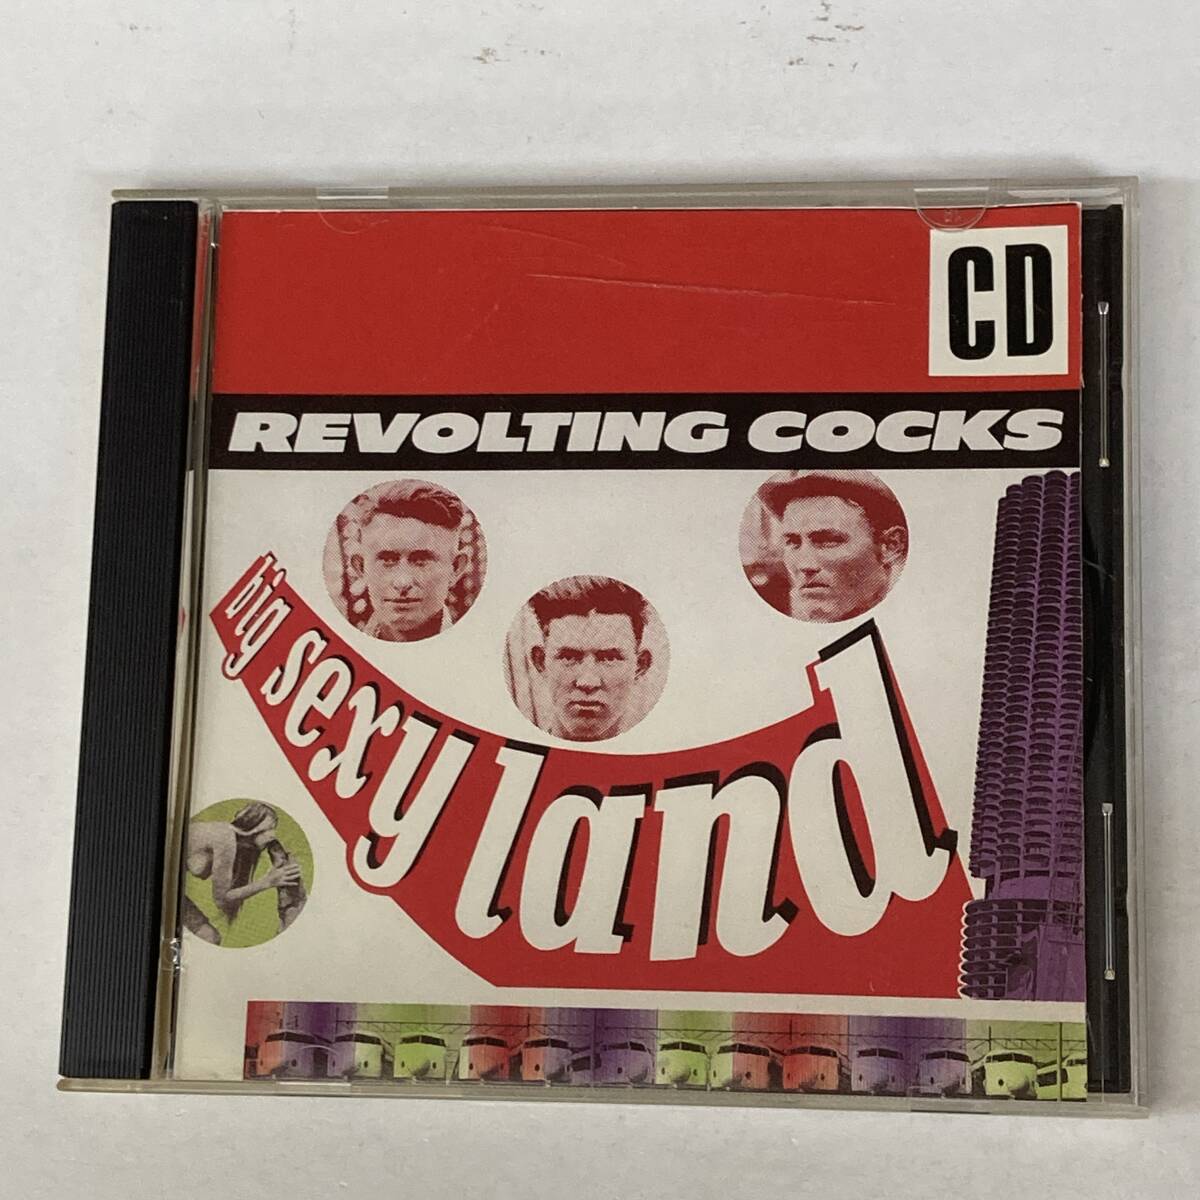 CD
REVOLTING COCKS
big sexy land